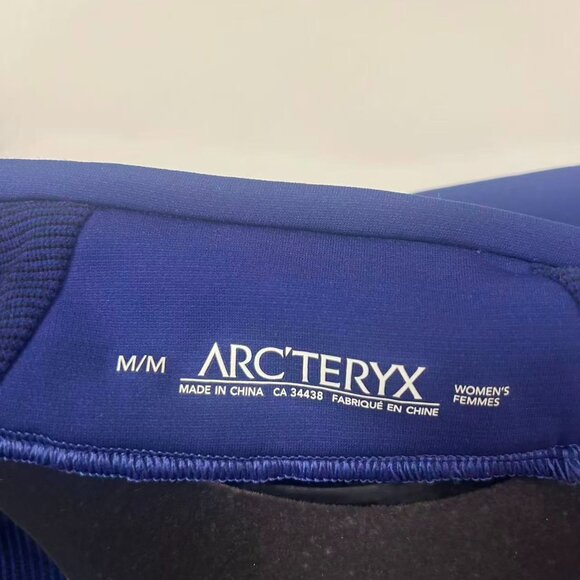 M/M
ARC'TERYX
MADE IN CHINA CA 34438 FABRIQUÉ EN CHINE
WOMEN'S
FEMMES